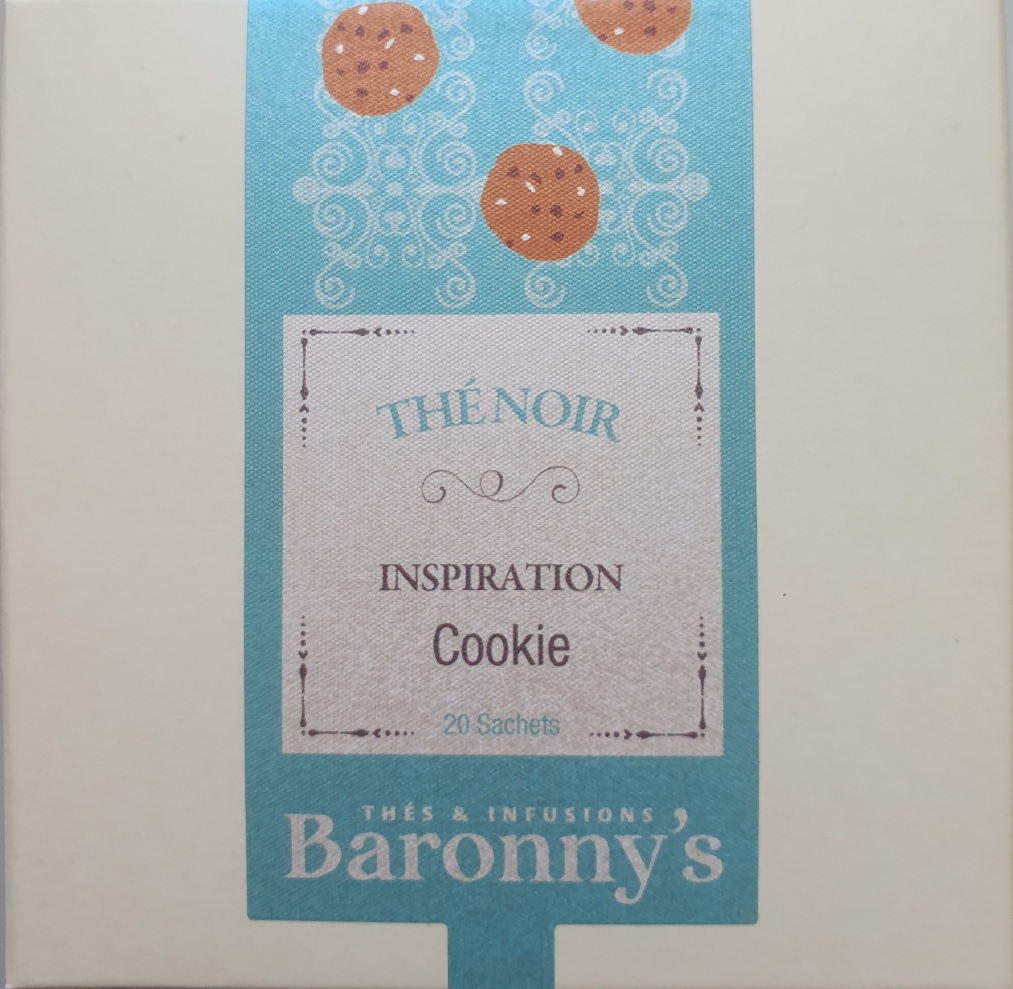 THÉ NOIR
INSPIRATION
Cookie
20 Sachets
THÉS & INFUSIONS
Baronny's